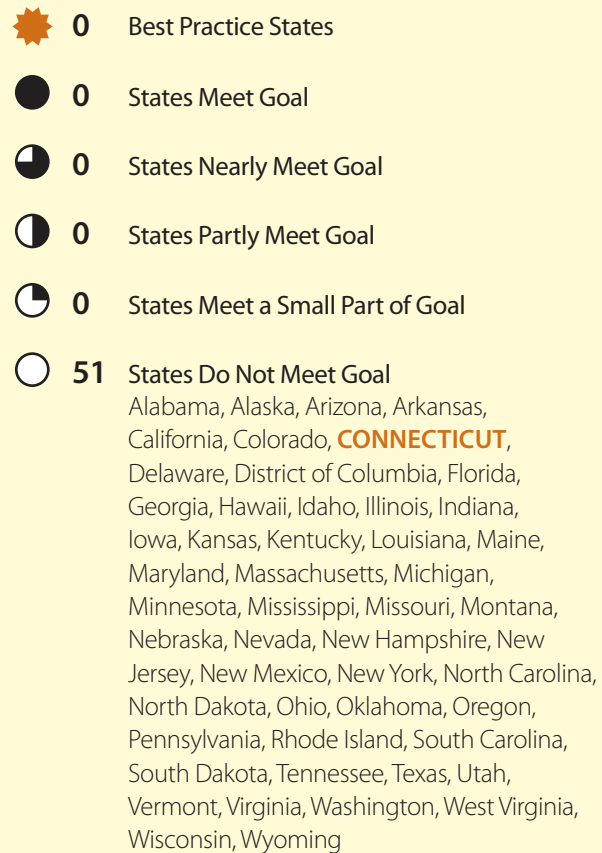 0 Best Practice States
0 States Meet Goal
0 States Nearly Meet Goal
0 States Partly Meet Goal
0 States Meet a Small Part of Goal
51 States Do Not Meet Goal
Alabama, Alaska, Arizona, Arkansas,
California, Colorado, CONNECTICUT,
Delaware, District of Columbia, Florida,
Georgia, Hawaii, Idaho, Illinois, Indiana,
Iowa, Kansas, Kentucky, Louisiana, Maine,
Maryland, Massachusetts, Michigan,
Minnesota, Mississippi, Missouri, Montana,
Nebraska, Nevada, New Hampshire, New
Jersey, New Mexico, New York, North Carolina,
North Dakota, Ohio, Oklahoma, Oregon,
Pennsylvania, Rhode Island, South Carolina,
South Dakota, Tennessee, Texas, Utah,
Vermont, Virginia, Washington, West Virginia,
Wisconsin, Wyoming